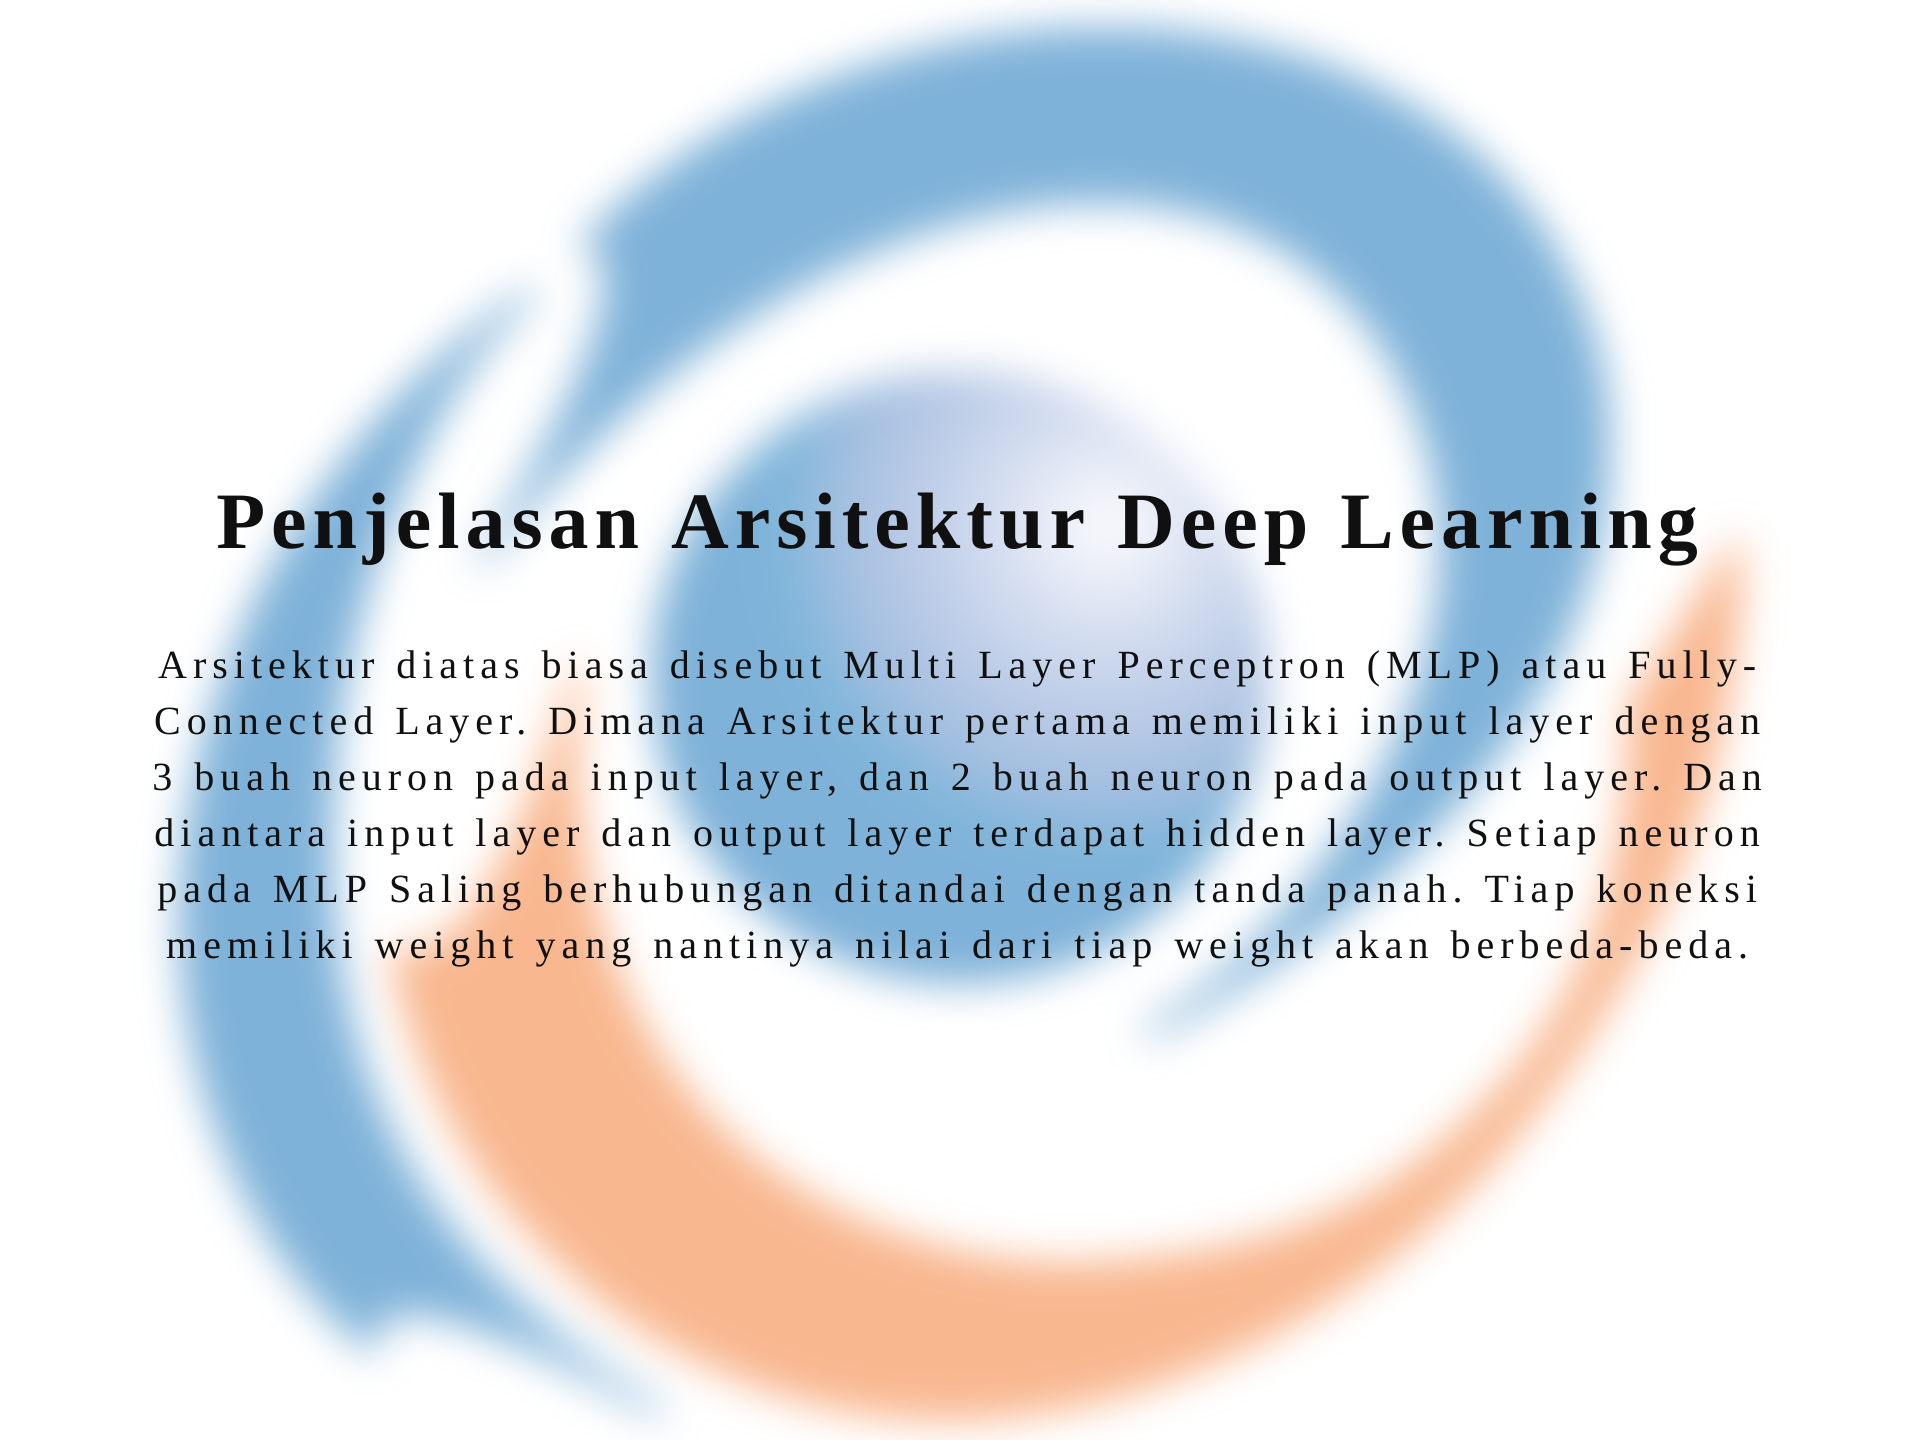 Penjelasan Arsitektur Deep Learning
Arsitektur diatas biasa disebut Multi Layer Perceptron (MLP) atau Fully-
Connected Layer. Dimana Arsitektur pertama memiliki input layer dengan
3 buah neuron pada input layer, dan 2 buah neuron pada output layer. Dan
diantara input layer dan output layer terdapat hidden layer. Setiap neuron
pada MLP Saling berhubungan ditandai dengan tanda panah. Tiap koneksi
memiliki weight yang nantinya nilai dari tiap weight akan berbeda-beda.